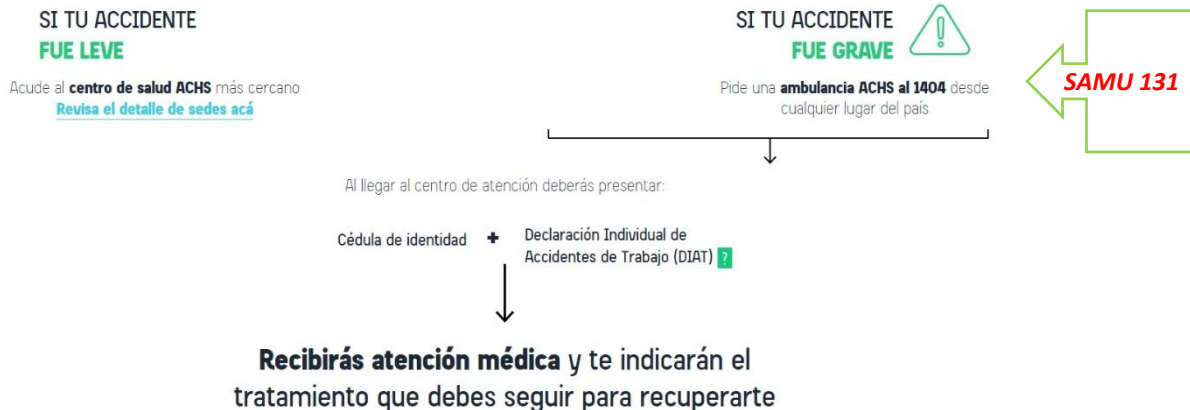 SI TU ACCIDENTE
FUE LEVE
Acude al centro de salud ACHS más cercano
Revisa el detalle de sedes acá
SI TU ACCIDENTE
FUE GRAVE
Pide una ambulancia ACHS al 1404 desde
cualquier lugar del país
SAMU 131
Al llegar al centro de atención deberás presentar:
Cédula de identidad + Declaración Individual de
Accidentes de Trabajo (DIAT) ?
Recibirás atención médica y te indicarán el
tratamiento que debes seguir para recuperarte